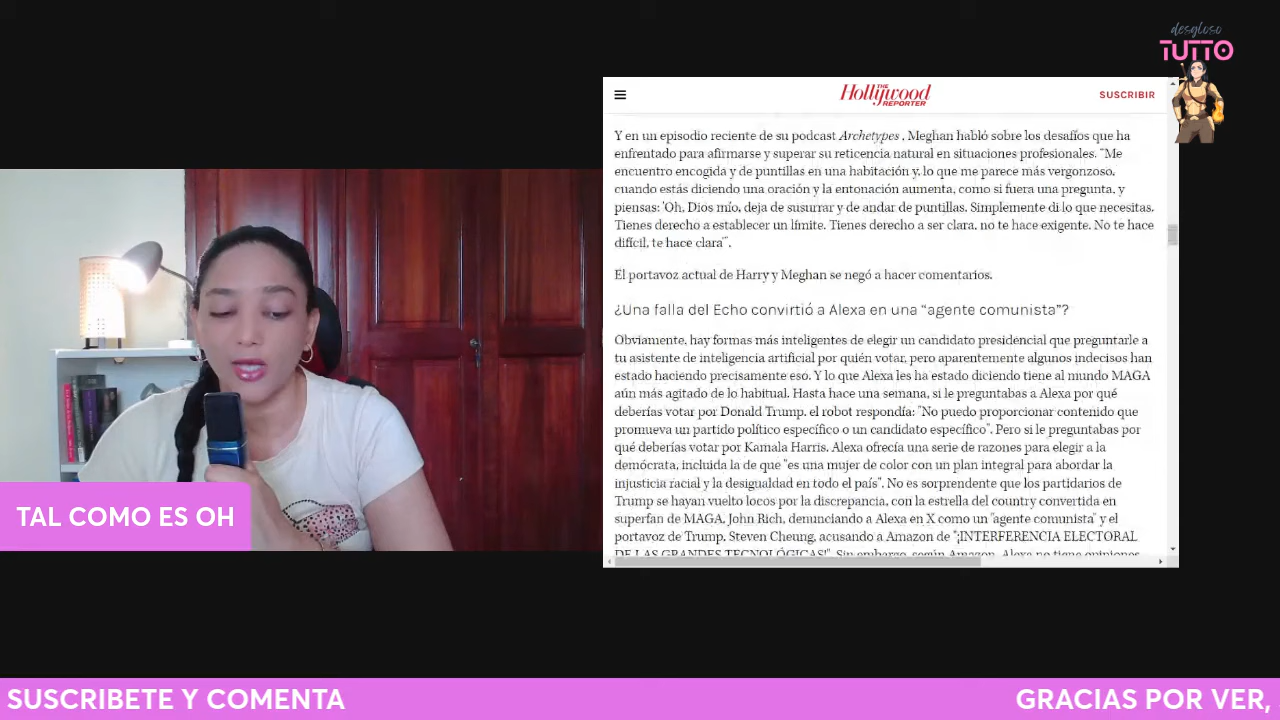 desgloso
TUTTO
THE
Hollywood
REPORTER
SUSCRIBIR
Y en un episodio reciente de su podcast Archetypes , Meghan habló sobre los desafíos que ha
enfrentado para afirmarse y superar su reticencia natural en situaciones profesionales. "Me
encuentro encogida y de puntillas en una habitación y, lo que me parece más vergonzoso,
cuando estás diciendo una oración y la entonación aumenta, como si fuera una pregunta, y
piensas: 'Oh, Dios mío, deja de susurrar y de andar de puntillas. Simplemente di lo que necesitas.
Tienes derecho a establecer un límite. Tienes derecho a ser clara, no te hace exigente. No te hace
difícil, te hace clara'".
El portavoz actual de Harry y Meghan se negó a hacer comentarios.
¿Una falla del Echo convirtió a Alexa en una “agente comunista”?
Obviamente, hay formas más inteligentes de elegir un candidato presidencial que preguntarle a
tu asistente de inteligencia artificial por quién votar, pero aparentemente algunos indecisos han
estado haciendo precisamente eso. Y lo que Alexa les ha estado diciendo tiene al mundo MAGA
aún más agitado de lo habitual. Hasta hace una semana, si le preguntabas a Alexa por qué
deberías votar por Donald Trump, el robot respondía: "No puedo proporcionar contenido que
promueva un partido político específico o un candidato específico". Pero si le preguntabas por
qué deberías votar por Kamala Harris, Alexa ofrecía una serie de razones para elegir a la
demócrata, incluida la de que "es una mujer de color con un plan integral para abordar la
injusticia racial y la desigualdad en todo el país". No es sorprendente que los partidarios de
Trump se hayan vuelto locos por la discrepancia, con la estrella del country convertida en
superfan de MAGA, John Rich, denunciando a Alexa en X como un "agente comunista" y el
portavoz de Trump, Steven Cheung, acusando a Amazon de "¡INTERFERENCIA ELECTORAL
DE LAS GRANDES TECNOLÓGICAS!". Sin embargo, según Amazon, Alexa no tiene opiniones
TAL COMO ES OH
SUSCRIBETE Y COMENTA
GRACIAS POR VER,